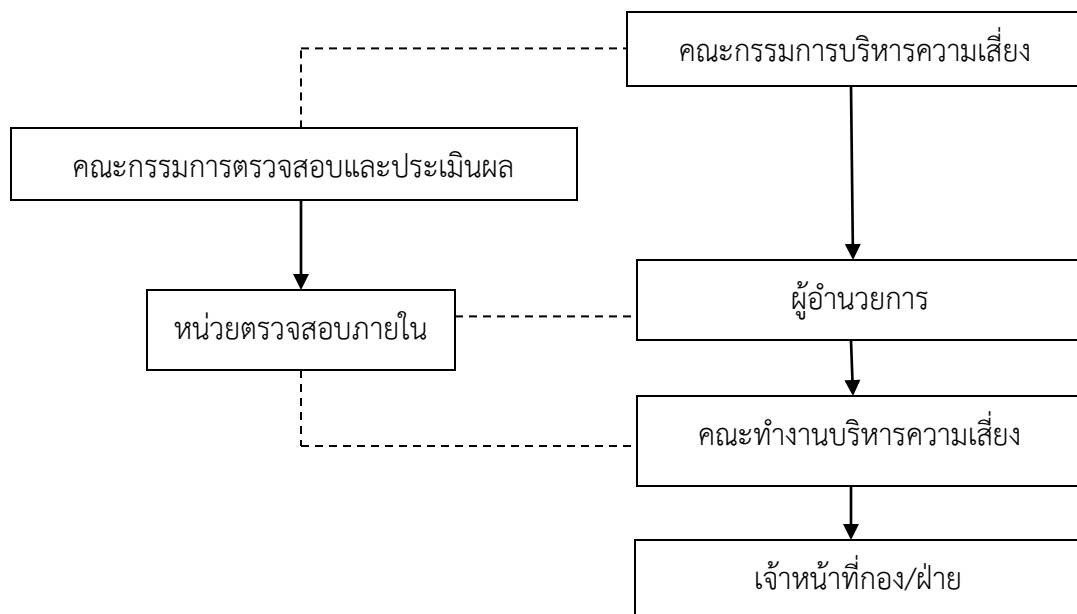 คณะกรรมการบริหารความเสี่ยง
คณะกรรมการตรวจสอบและประเมินผล
ผู้อำนวยการ
หน่วยตรวจสอบภายใน
คณะทำงานบริหารความเสี่ยง
เจ้าหน้าที่กอง/ฝ่าย